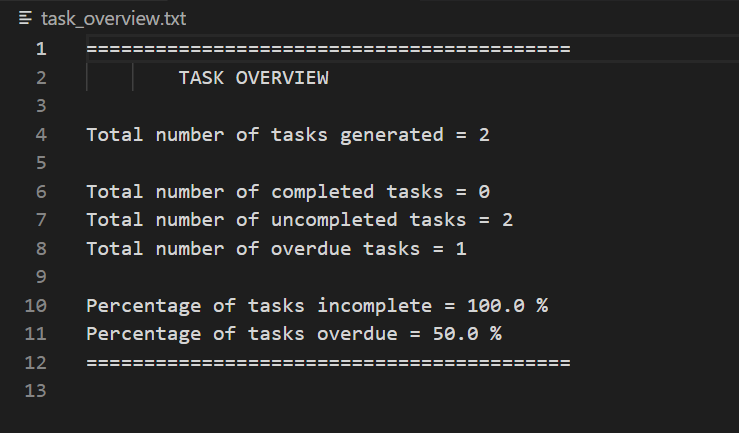 task_overview.txt
1 ==========================================
2 TASK OVERVIEW
3
4 Total number of tasks generated = 2
5
6 Total number of completed tasks = 0
7 Total number of uncompleted tasks = 2
8 Total number of overdue tasks = 1
9
10 Percentage of tasks incomplete = 100.0 %
11 Percentage of tasks overdue = 50.0 %
12 ==========================================
13